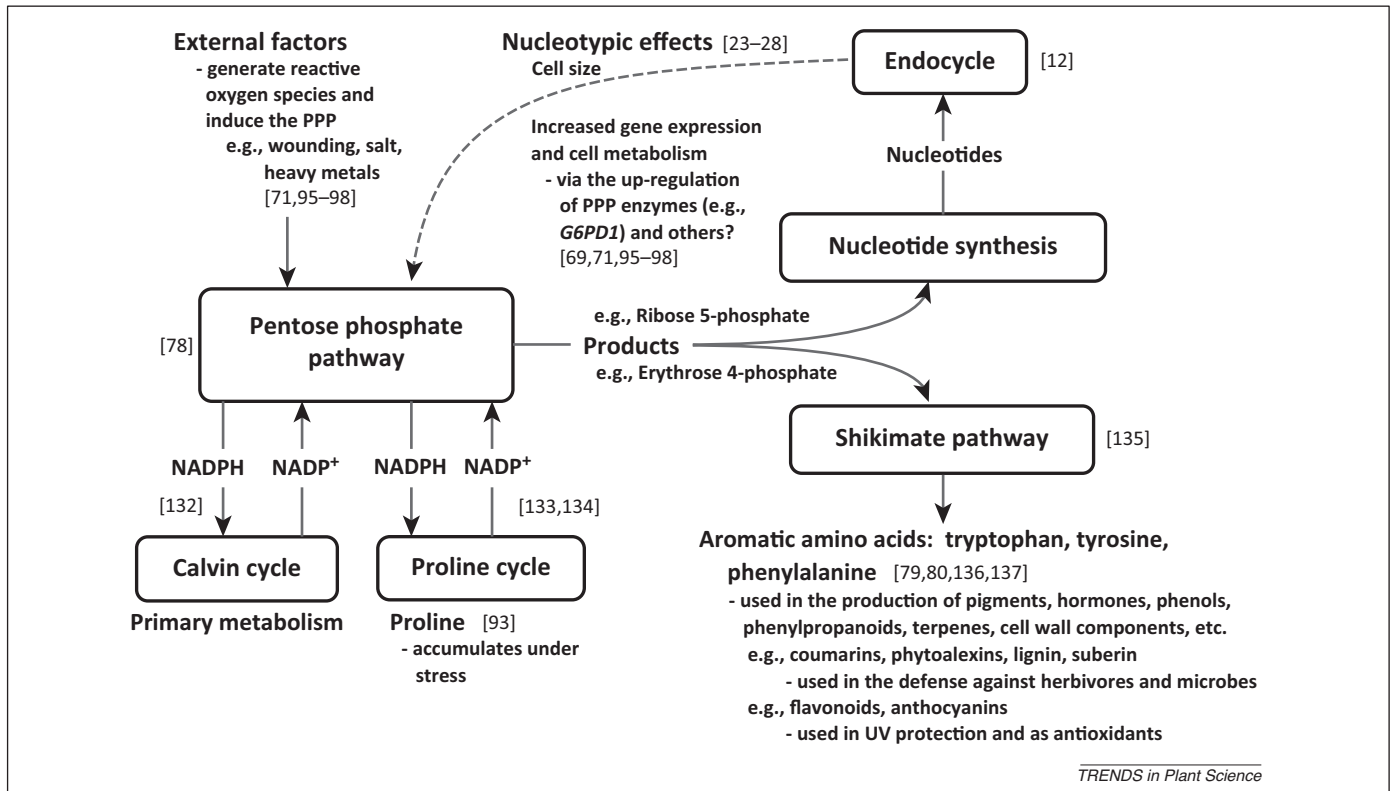 External factors
- generate reactive
oxygen species and
induce the PPP
e.g., wounding, salt,
heavy metals
[71,95–98]
Nucleotypic effects [23–28]
Cell size
Increased gene expression
and cell metabolism
- via the up-regulation
of PPP enzymes (e.g.,
G6PD1) and others?
[69,71,95–98]
Endocycle [12]
Nucleotides
Nucleotide synthesis
[78] Pentose phosphate
pathway
e.g., Ribose 5-phosphate
Products
e.g., Erythrose 4-phosphate
Shikimate pathway [135]
NADPH NADP+ NADPH NADP+
[132] [133,134]
Calvin cycle
Primary metabolism
Proline cycle
Proline [93]
- accumulates under
stress
Aromatic amino acids: tryptophan, tyrosine,
phenylalanine [79,80,136,137]
- used in the production of pigments, hormones, phenols,
phenylpropanoids, terpenes, cell wall components, etc.
e.g., coumarins, phytoalexins, lignin, suberin
- used in the defense against herbivores and microbes
e.g., flavonoids, anthocyanins
- used in UV protection and as antioxidants
TRENDS in Plant Science